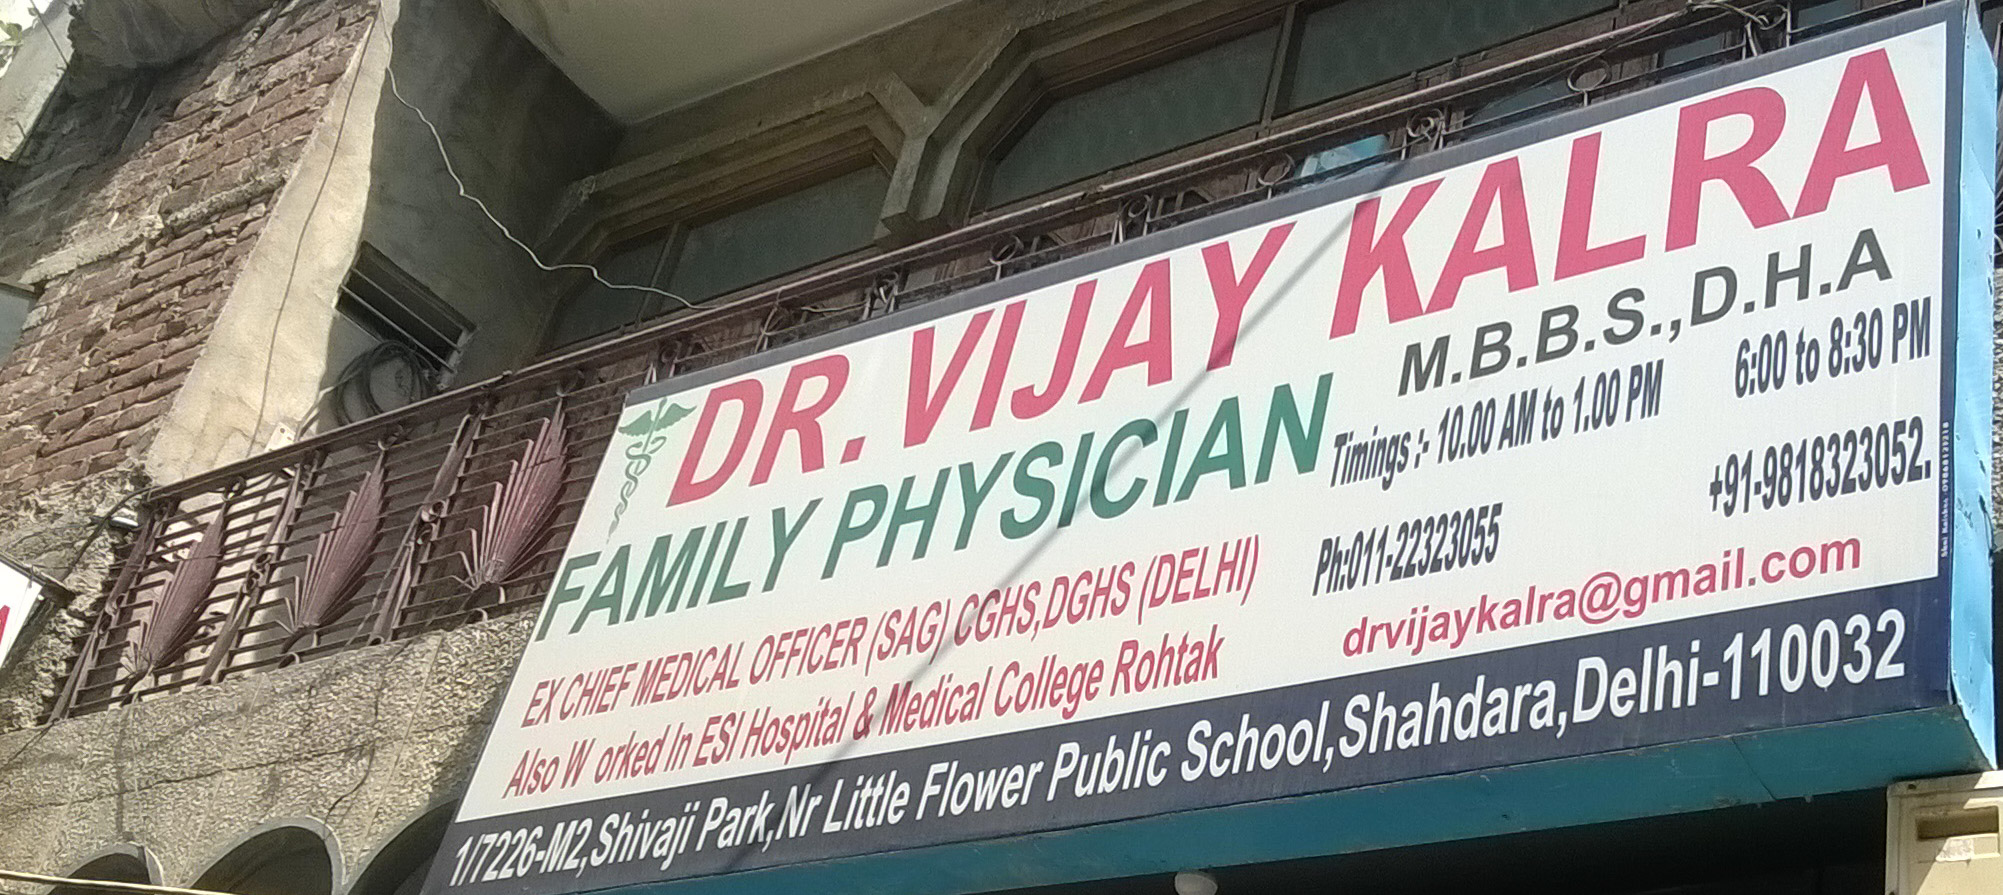 DR. VIJAY KALRA
M.B.B.S.,D.H.A
FAMILY PHYSICIAN
Timings :- 10.00 AM to 1.00 PM
6:00 to 8:30 PM
EX CHIEF MEDICAL OFFICER (SAG) CGHS,DGHS (DELHI)
Also W orked In ESI Hospital & Medical College Rohtak
Ph:011-22323055
+91-9818323052.
drvijaykalra@gmail.com
1/7226-M2,Shivaji Park,Nr Little Flower Public School,Shahdara,Delhi-110032